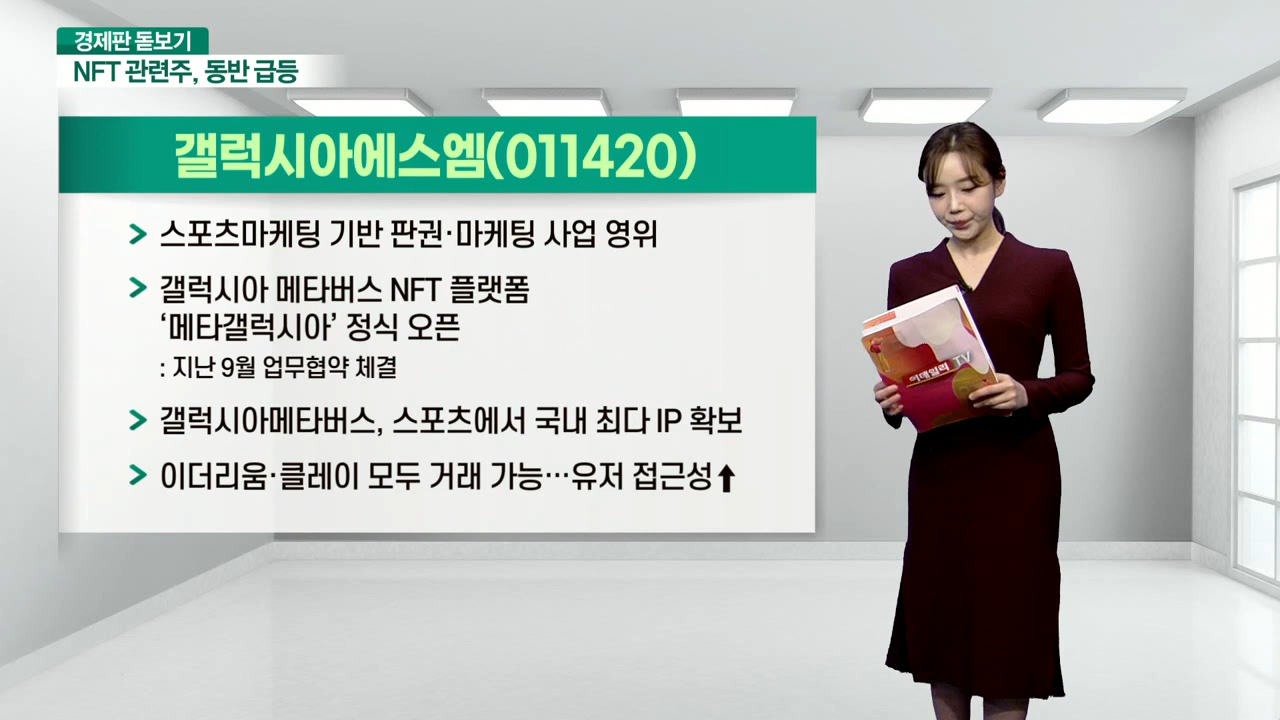 경제판 돋보기
NFT 관련주, 동반 급등
갤럭시아에스엠(011420)
> 스포츠마케팅 기반 판권·마케팅 사업 영위
> 갤럭시아 메타버스 NFT 플랫폼
‘메타갤럭시아’ 정식 오픈
: 지난 9월 업무협약 체결
> 갤럭시아메타버스, 스포츠에서 국내 최다 IP 확보
> 이더리움·클레이 모두 거래 가능…유저 접근성⬆
이데일리 TV